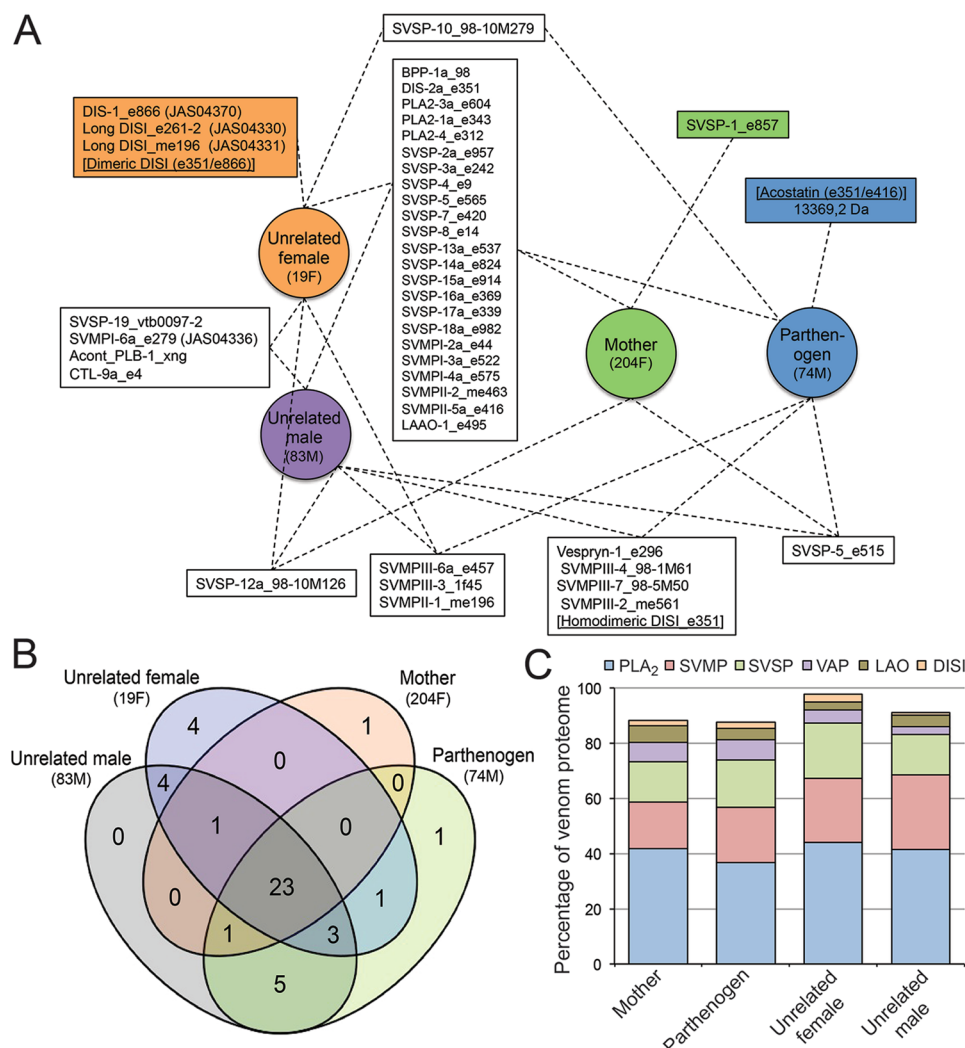 A
SVSP-10_98-10M279
BPP-1a_98
DIS-2a_e351
PLA2-3a_e604
PLA2-1a_e343
PLA2-4_e312
SVSP-2a_e957
SVSP-3a_e242
SVSP-4_e9
SVSP-5_e565
SVSP-7_e420
SVSP-8_e14
SVSP-13a_e537
SVSP-14a_e824
SVSP-15a_e914
SVSP-16a_e369
SVSP-17a_e339
SVSP-18a_e982
SVMPI-2a_e44
SVMPI-3a_e522
SVMPI-4a_e575
SVMPII-2_me463
SVMPII-5a_e416
LAAO-1_e495
DIS-1_e866 (JAS04370)
Long DISI_e261-2 (JAS04330)
Long DISI_me196 (JAS04331)
[Dimeric DISI (e351/e866)]
SVSP-1_e857
[Acostatin (e351/e416)]
13369,2 Da
Unrelated
female
(19F)
SVSP-19_vtb0097-2
SVMPI-6a_e279 (JAS04336)
Acont_PLB-1_xng
CTL-9a_e4
Mother
(204F)
Parthen-
ogen
(74M)
Unrelated
male
(83M)
SVSP-12a_98-10M126
SVMPIII-6a_e457
SVMPIII-3_1f45
SVMPII-1_me196
Vespryn-1_e296
SVMPIII-4_98-1M61
SVMPIII-7_98-5M50
SVMPIII-2_me561
[Homodimeric DISI_e351]
SVSP-5_e515
B
Unrelated female
(19F)
Mother
(204F)
Unrelated male
(83M)
Parthenogen
(74M)
4
1
0
4
0
1
0
0
1
23
0
1
3
1
5
C
PLA2 SVMP SVSP VAP LAO DISI
Percentage of venom proteome
100
80
60
40
20
0
Mother
Parthenogen
Unrelated
female
Unrelated
male